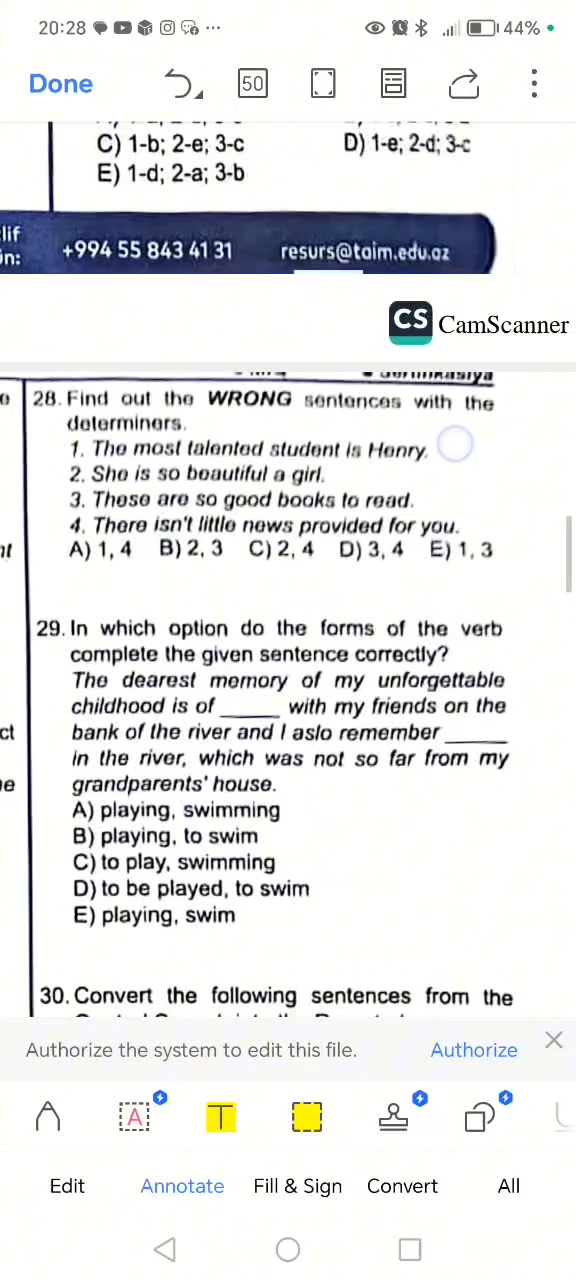 20:28
44%
Done
50
C) 1-b; 2-e; 3-c
D) 1-e; 2-d; 3-c
E) 1-d; 2-a; 3-b
+994 55 843 41 31
resurs@taim.edu.az
CS CamScanner
28. Find out the WRONG sentences with the
determiners.
1. The most talented student is Henry.
2. She is so beautiful a girl.
3. These are so good books to read.
4. There isn't little news provided for you.
A) 1, 4 B) 2, 3 C) 2, 4 D) 3, 4 E) 1, 3
29. In which option do the forms of the verb
complete the given sentence correctly?
The dearest memory of my unforgettable
childhood is of _____ with my friends on the
bank of the river and I aslo remember _____
in the river, which was not so far from my
grandparents' house.
A) playing, swimming
B) playing, to swim
C) to play, swimming
D) to be played, to swim
E) playing, swim
30. Convert the following sentences from the
Authorize the system to edit this file.
Authorize
Edit
Annotate
Fill & Sign
Convert
All